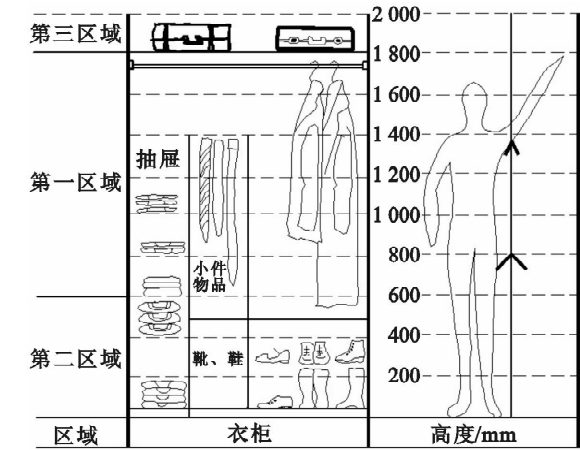 第三区域
第一区域
第二区域
区域
抽屉
小件
物品
靴、鞋
衣柜
2 000
1 800
1 600
1 400
1 200
1 000
800
600
400
200
高度/mm